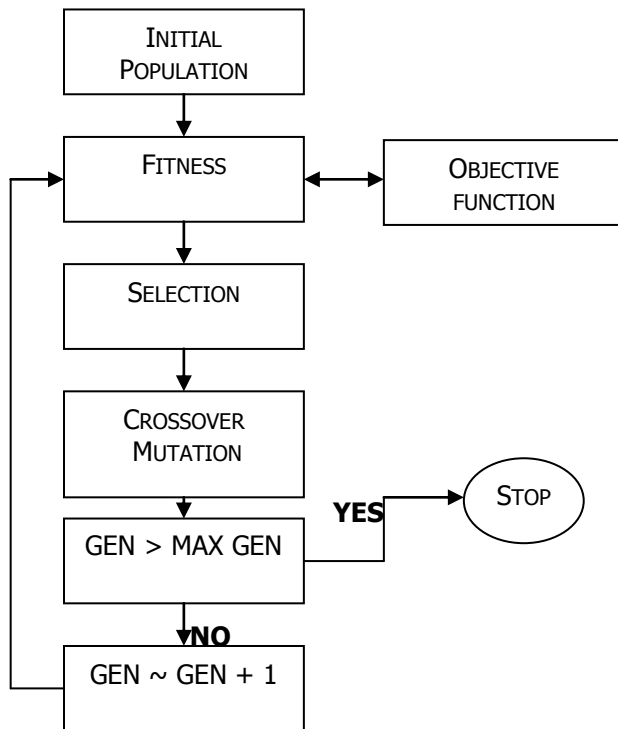 INITIAL
POPULATION
FITNESS
OBJECTIVE
FUNCTION
SELECTION
CROSSOVER
MUTATION
STOP
YES
GEN > MAX GEN
NO
GEN ~ GEN + 1